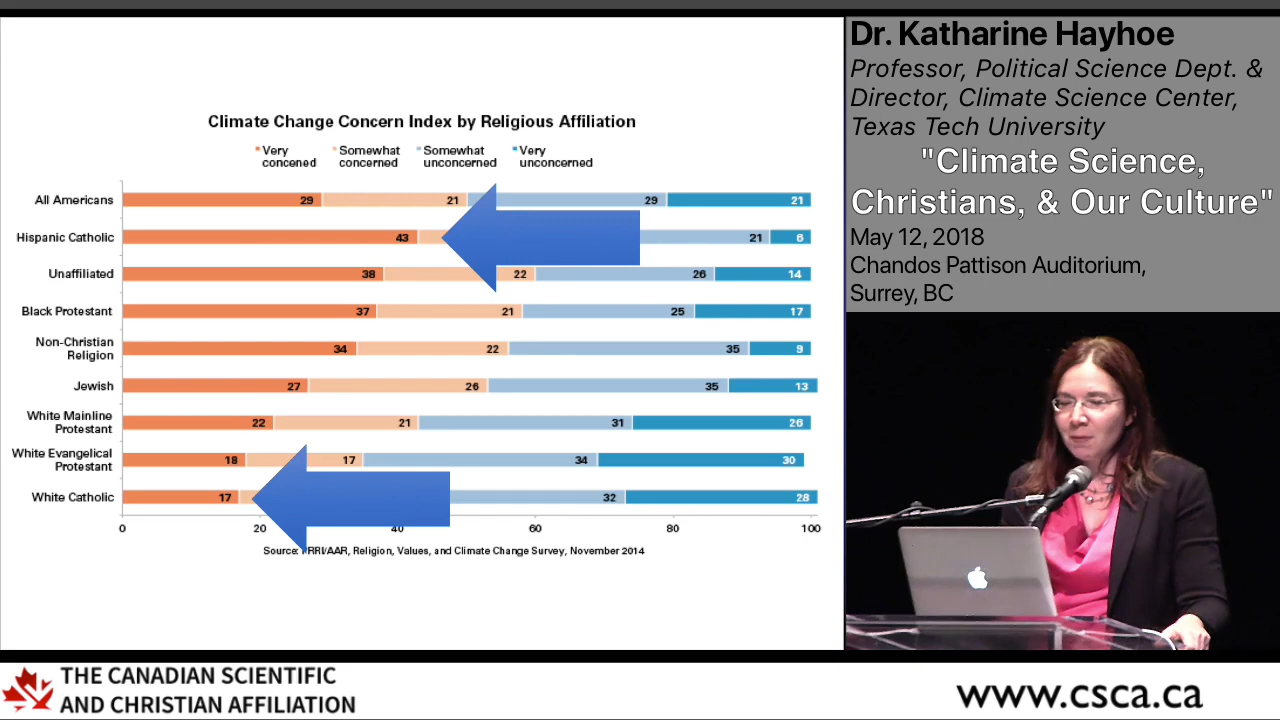 Climate Change Concern Index by Religious Affiliation
Very concened
Somewhat concerned
Somewhat unconcerned
Very unconcerned
All Americans 29 21 29 21
Hispanic Catholic 43 21 6
Unaffiliated 38 22 26 14
Black Protestant 37 21 25 17
Non-Christian Religion 34 22 35 9
Jewish 27 26 35 13
White Mainline Protestant 22 21 31 26
White Evangelical Protestant 18 17 34 30
White Catholic 17 32 28
0 20 40 60 80 100
Source: RRI/AAR, Religion, Values, and Climate Change Survey, November 2014
Dr. Katharine Hayhoe
Professor, Political Science Dept. &
Director, Climate Science Center,
Texas Tech University
"Climate Science,
Christians, & Our Culture"
May 12, 2018
Chandos Pattison Auditorium,
Surrey, BC
THE CANADIAN SCIENTIFIC
AND CHRISTIAN AFFILIATION
www.csca.ca